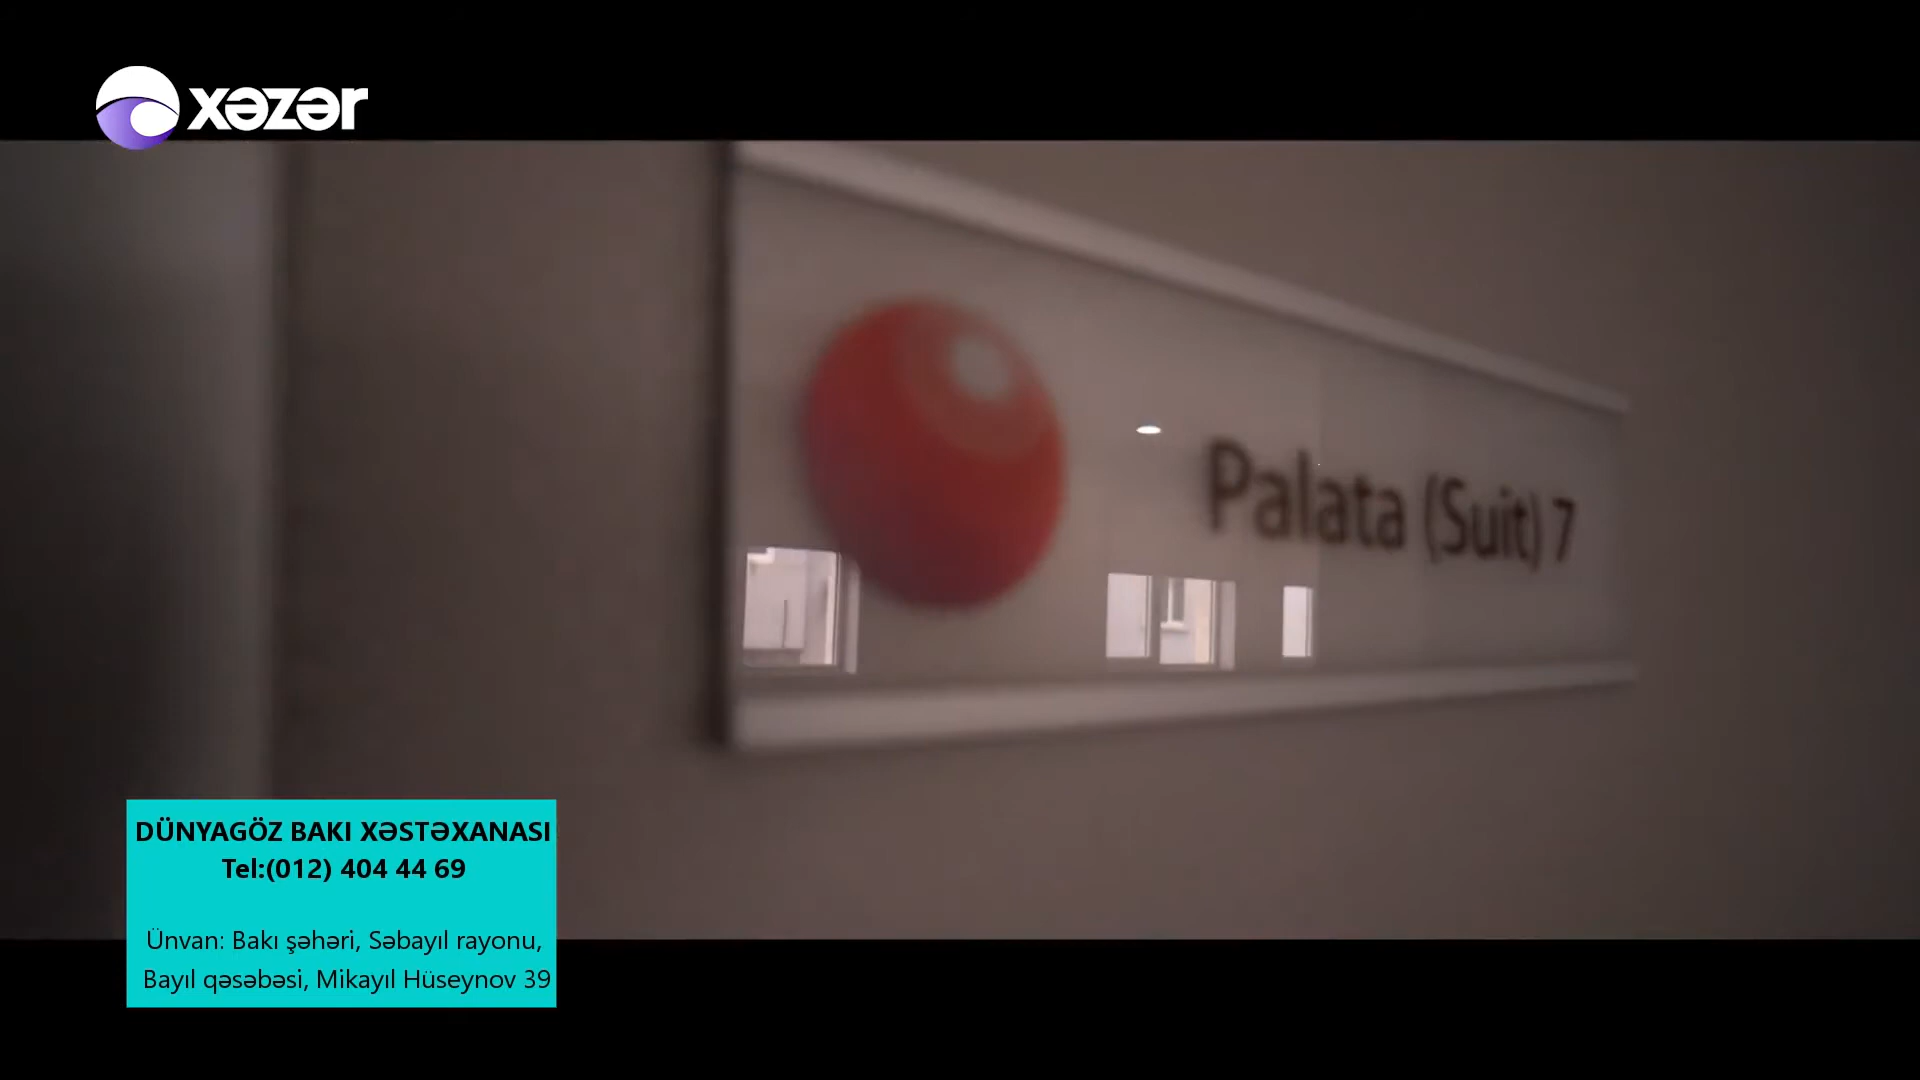 xəzər
Palata (Suit) 7
DÜNYAGÖZ BAKI XƏSTƏXANASI
Tel:(012) 404 44 69
Ünvan: Bakı şəhəri, Səbayıl rayonu,
Bayıl qəsəbəsi, Mikayıl Hüseynov 39